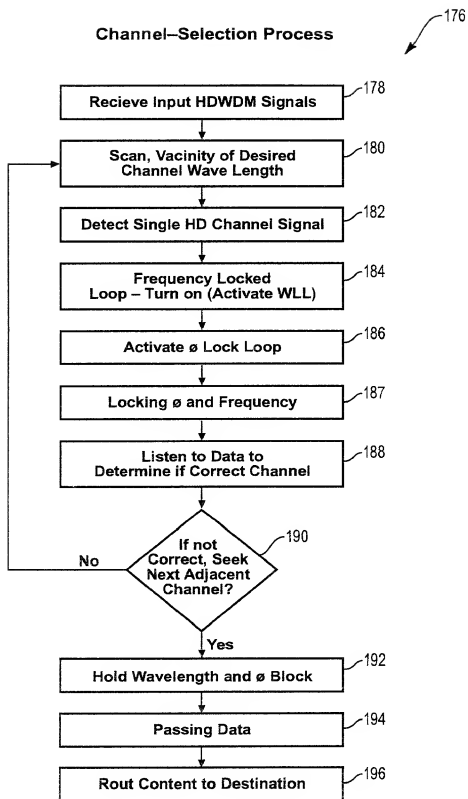 Channel–Selection Process
176
Recieve Input HDWDM Signals
178
Scan, Vacinity of Desired
Channel Wave Length
180
Detect Single HD Channel Signal
182
Frequency Locked
Loop – Turn on (Activate WLL)
184
Activate ø Lock Loop
186
Locking ø and Frequency
187
Listen to Data to
Determine if Correct Channel
188
If not
Correct, Seek
Next Adjacent
Channel?
190
No
Yes
Hold Wavelength and ø Block
192
Passing Data
194
Rout Content to Destination
196